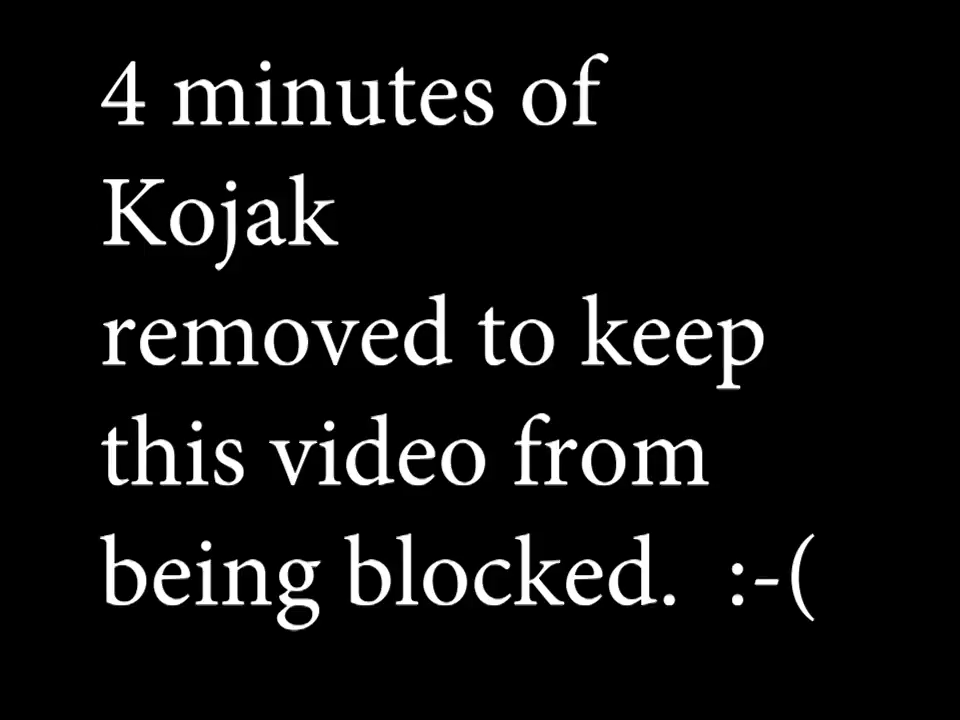 4 minutes of
Kojak
removed to keep
this video from
being blocked.  :-(